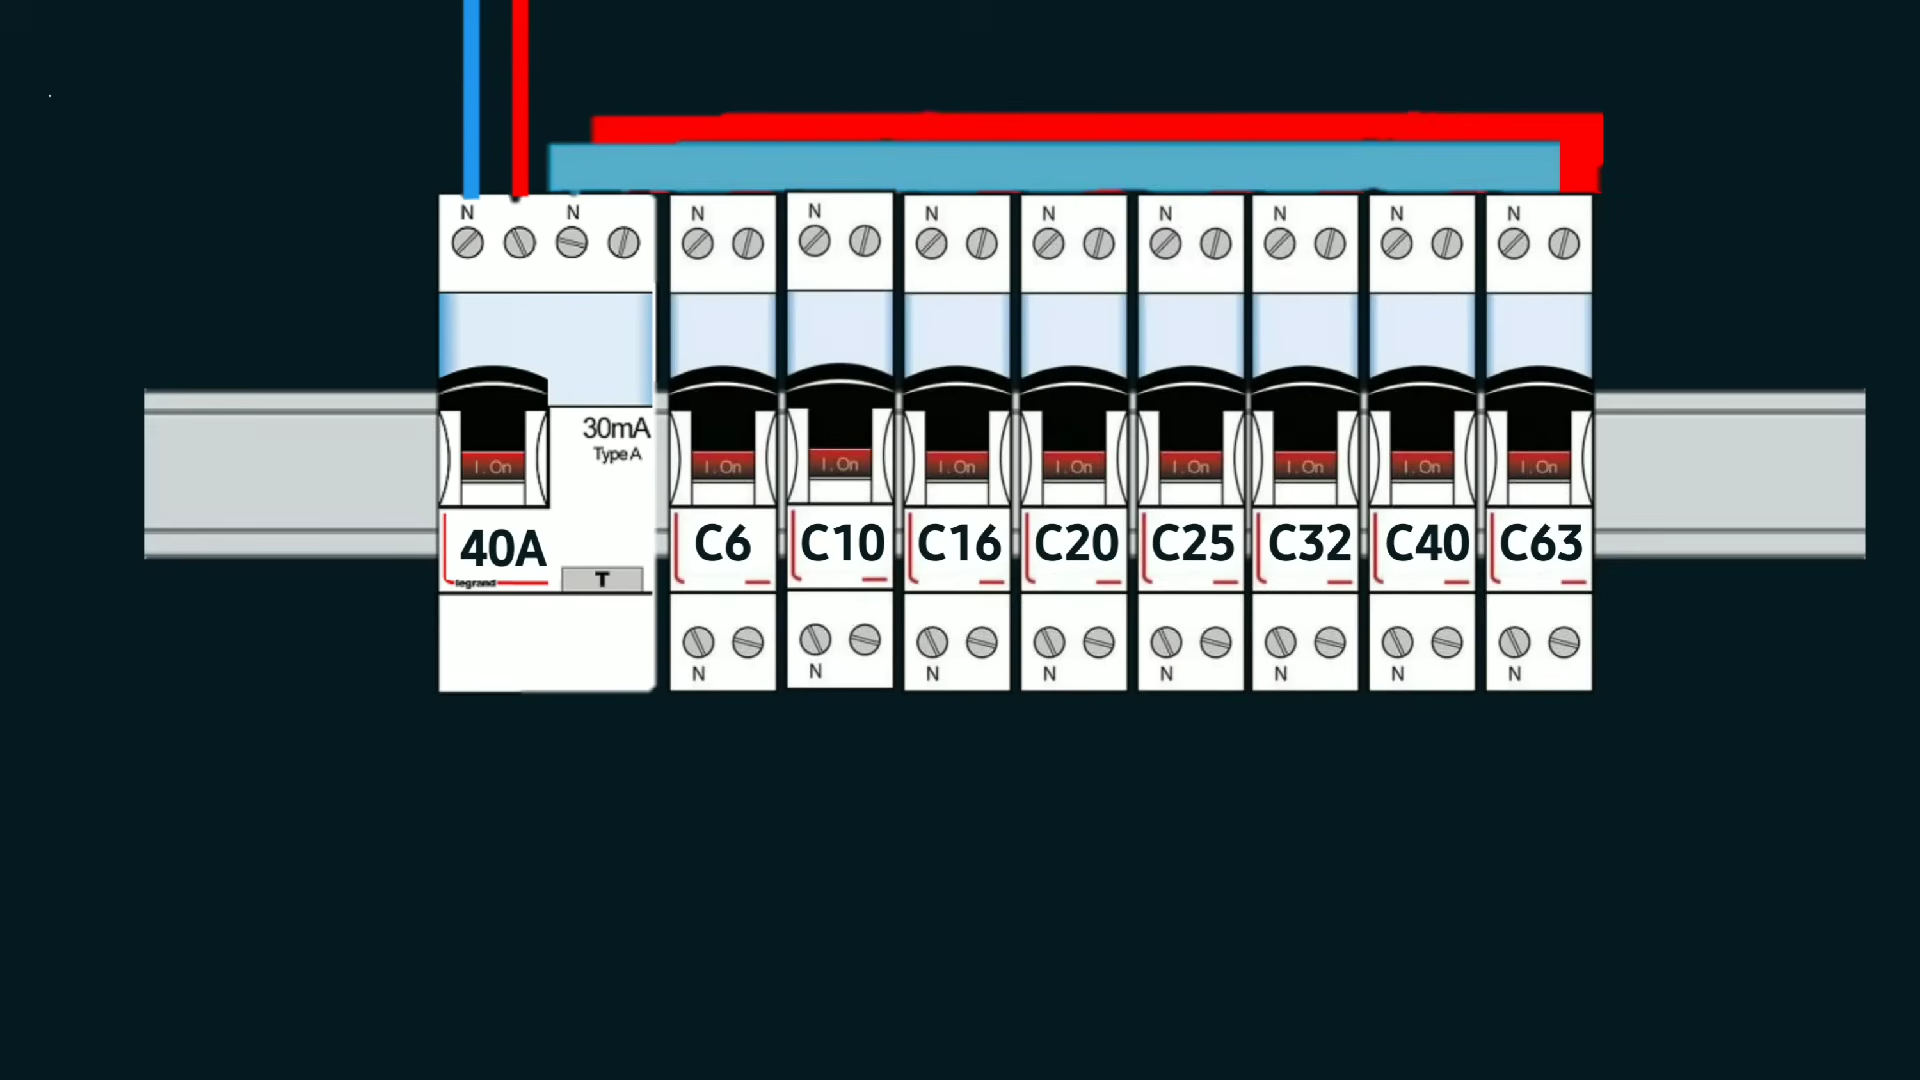 N N N N N N N N N N
I. On I. On I. On I. On I. On I. On I. On I. On I. On
30mA
Type A
40A C6 C10 C16 C20 C25 C32 C40 C63
legrand T
N N N N N N N N